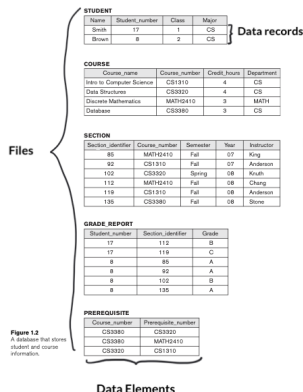 STUDENT
Name Student_number Class Major
Smith 17 1 CS
Brown 8 2 CS
Data records
COURSE
Course_name Course_number Credit_hours Department
Intro to Computer Science CS1310 4 CS
Data Structures CS3320 4 CS
Discrete Mathematics MATH2410 3 MATH
Database CS3380 3 CS
Files
SECTION
Section_identifier Course_number Semester Year Instructor
85 MATH2410 Fall 07 King
92 CS1310 Fall 07 Anderson
102 CS3320 Spring 08 Knuth
112 MATH2410 Fall 08 Chang
119 CS1310 Fall 08 Anderson
135 CS3380 Fall 08 Stone
GRADE_REPORT
Student_number Section_identifier Grade
17 112 B
17 119 C
8 85 A
8 92 A
8 102 B
8 135 A
PREREQUISITE
Course_number Prerequisite_number
CS3380 CS3320
CS3380 MATH2410
CS3320 CS1310
Figure 1.2
A database that stores
student and course
information.
Data Elements